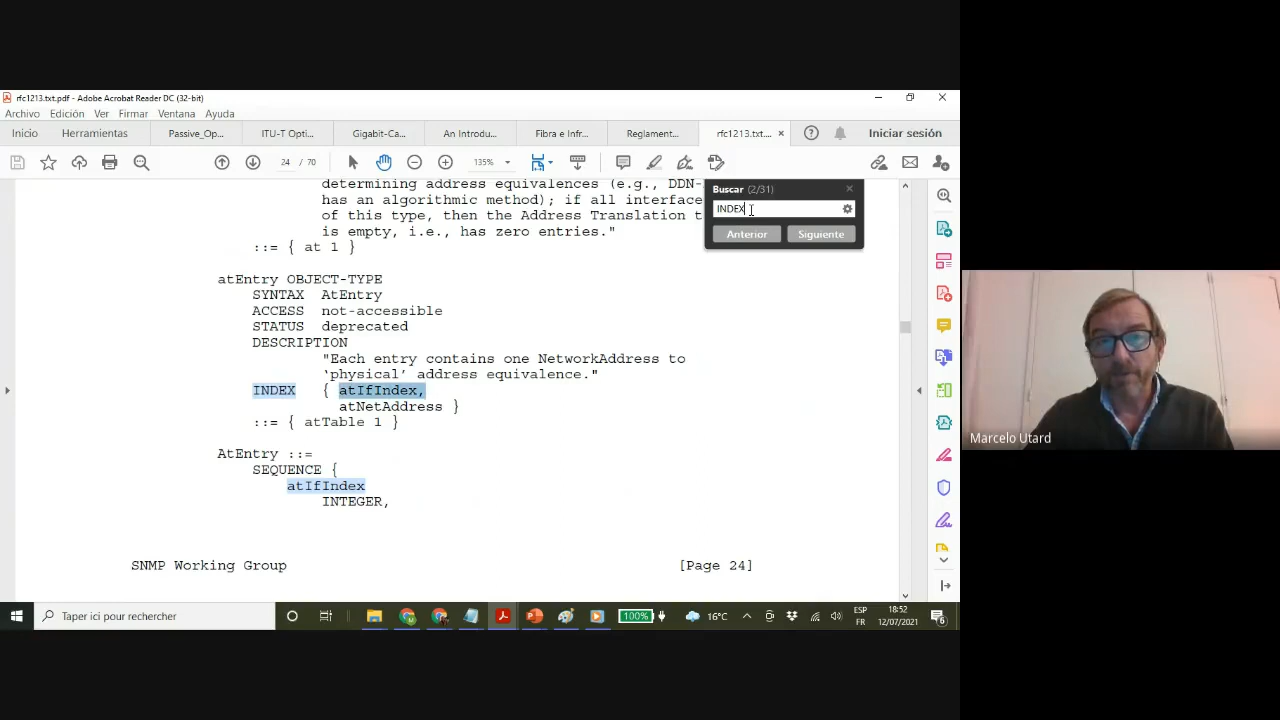 rfc1213.txt.pdf - Adobe Acrobat Reader DC (32-bit)
Archivo Edición Ver Firmar Ventana Ayuda
Inicio Herramientas Passive_Op... ITU-T Opti... Gigabit-Ca... An Introdu... Fibra e Infr... Reglament... rfc1213.txt.... Iniciar sesión
24 / 70 135%
Buscar (2/31)
INDEX
Anterior Siguiente
determining address equivalences (e.g., DDN-
has an algorithmic method); if all interfac
of this type, then the Address Translation t
is empty, i.e., has zero entries."
::= { at 1 }
atEntry OBJECT-TYPE
SYNTAX AtEntry
ACCESS not-accessible
STATUS deprecated
DESCRIPTION
"Each entry contains one NetworkAddress to
‘physical’ address equivalence."
INDEX { atIfIndex,
atNetAddress }
::= { atTable 1 }
AtEntry ::=
SEQUENCE {
atIfIndex
INTEGER,
SNMP Working Group [Page 24]
Marcelo Utard
Taper ici pour rechercher
100% 16°C ESP FR 18:52 12/07/2021 6